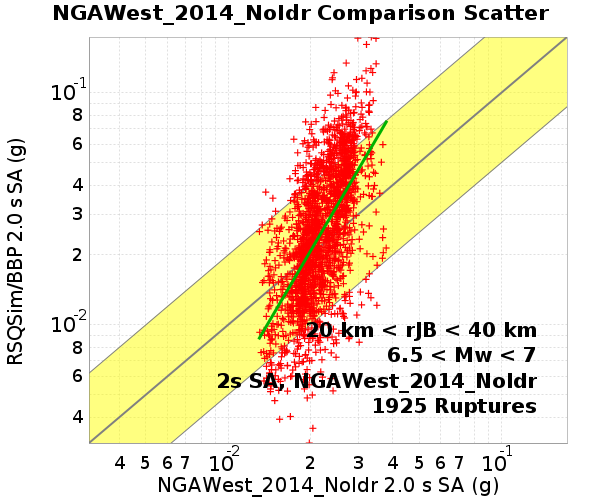 NGAWest_2014_NoIdr Comparison Scatter
RSQSim/BBP 2.0 s SA (g)
10-1
8
6
4
3
2
10-2
8
6
4
20 km < rJB < 40 km
6.5 < Mw < 7
2s SA, NGAWest_2014_NoIdr
1925 Ruptures
4 5 6 7 10-2 2 3 4 5 6 7 10-1
NGAWest_2014_NoIdr 2.0 s SA (g)